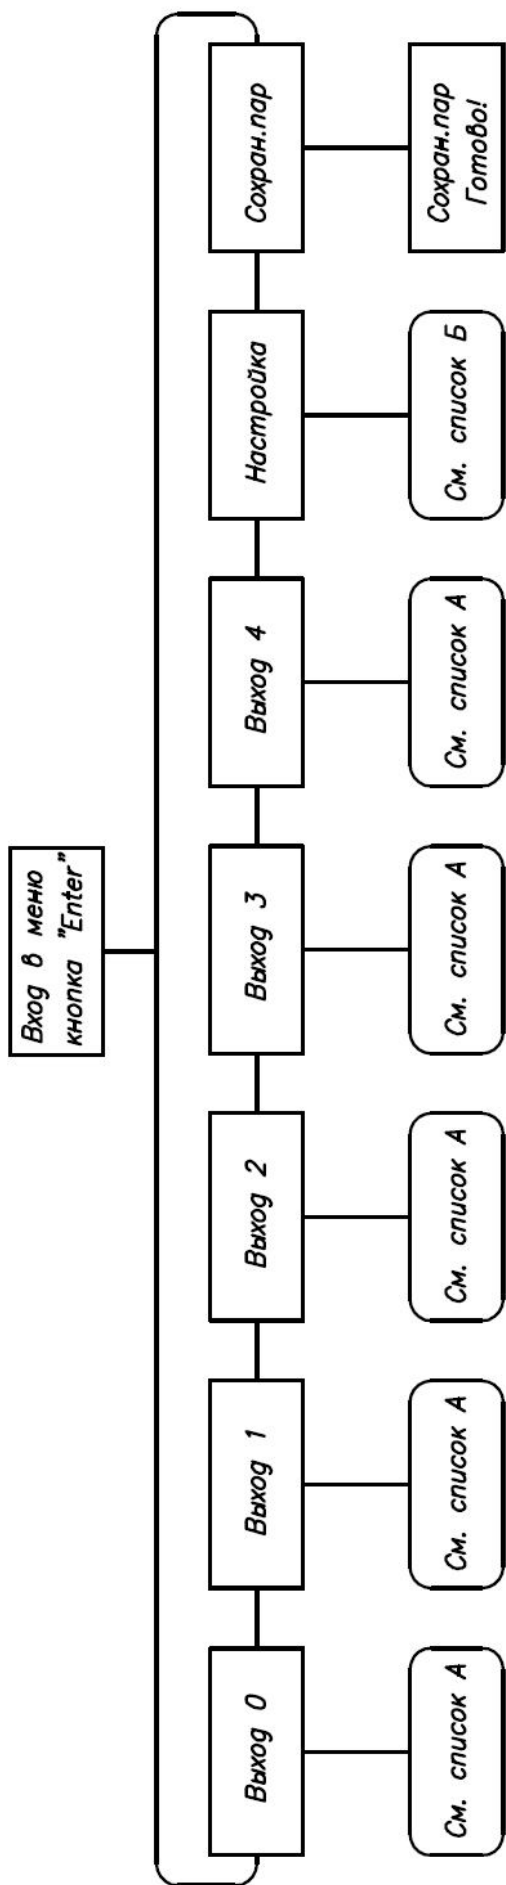 Вход в меню
кнопка "Enter"
Выход 0
Выход 1
Выход 2
Выход 3
Выход 4
Настройка
Сохран.пар
См. список А
См. список А
См. список А
См. список А
См. список А
См. список Б
Сохран.пар
Готово!